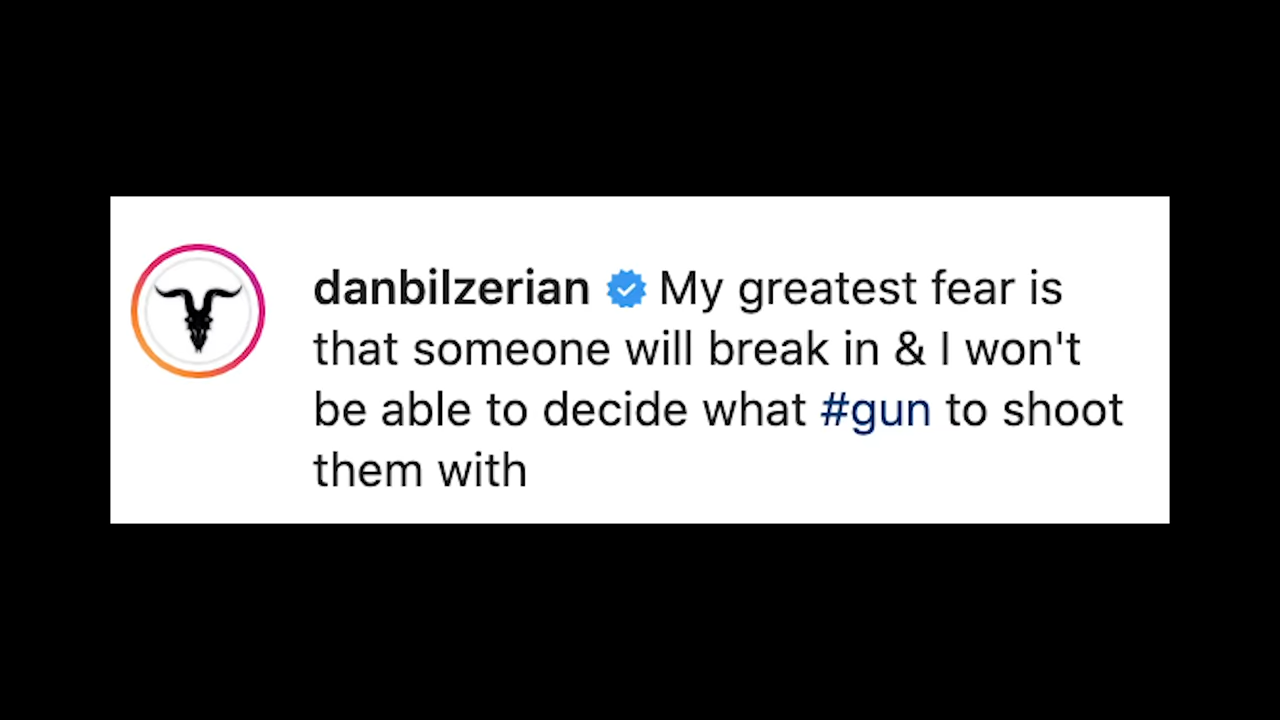 danbilzerian My greatest fear is
that someone will break in & I won't
be able to decide what #gun to shoot
them with